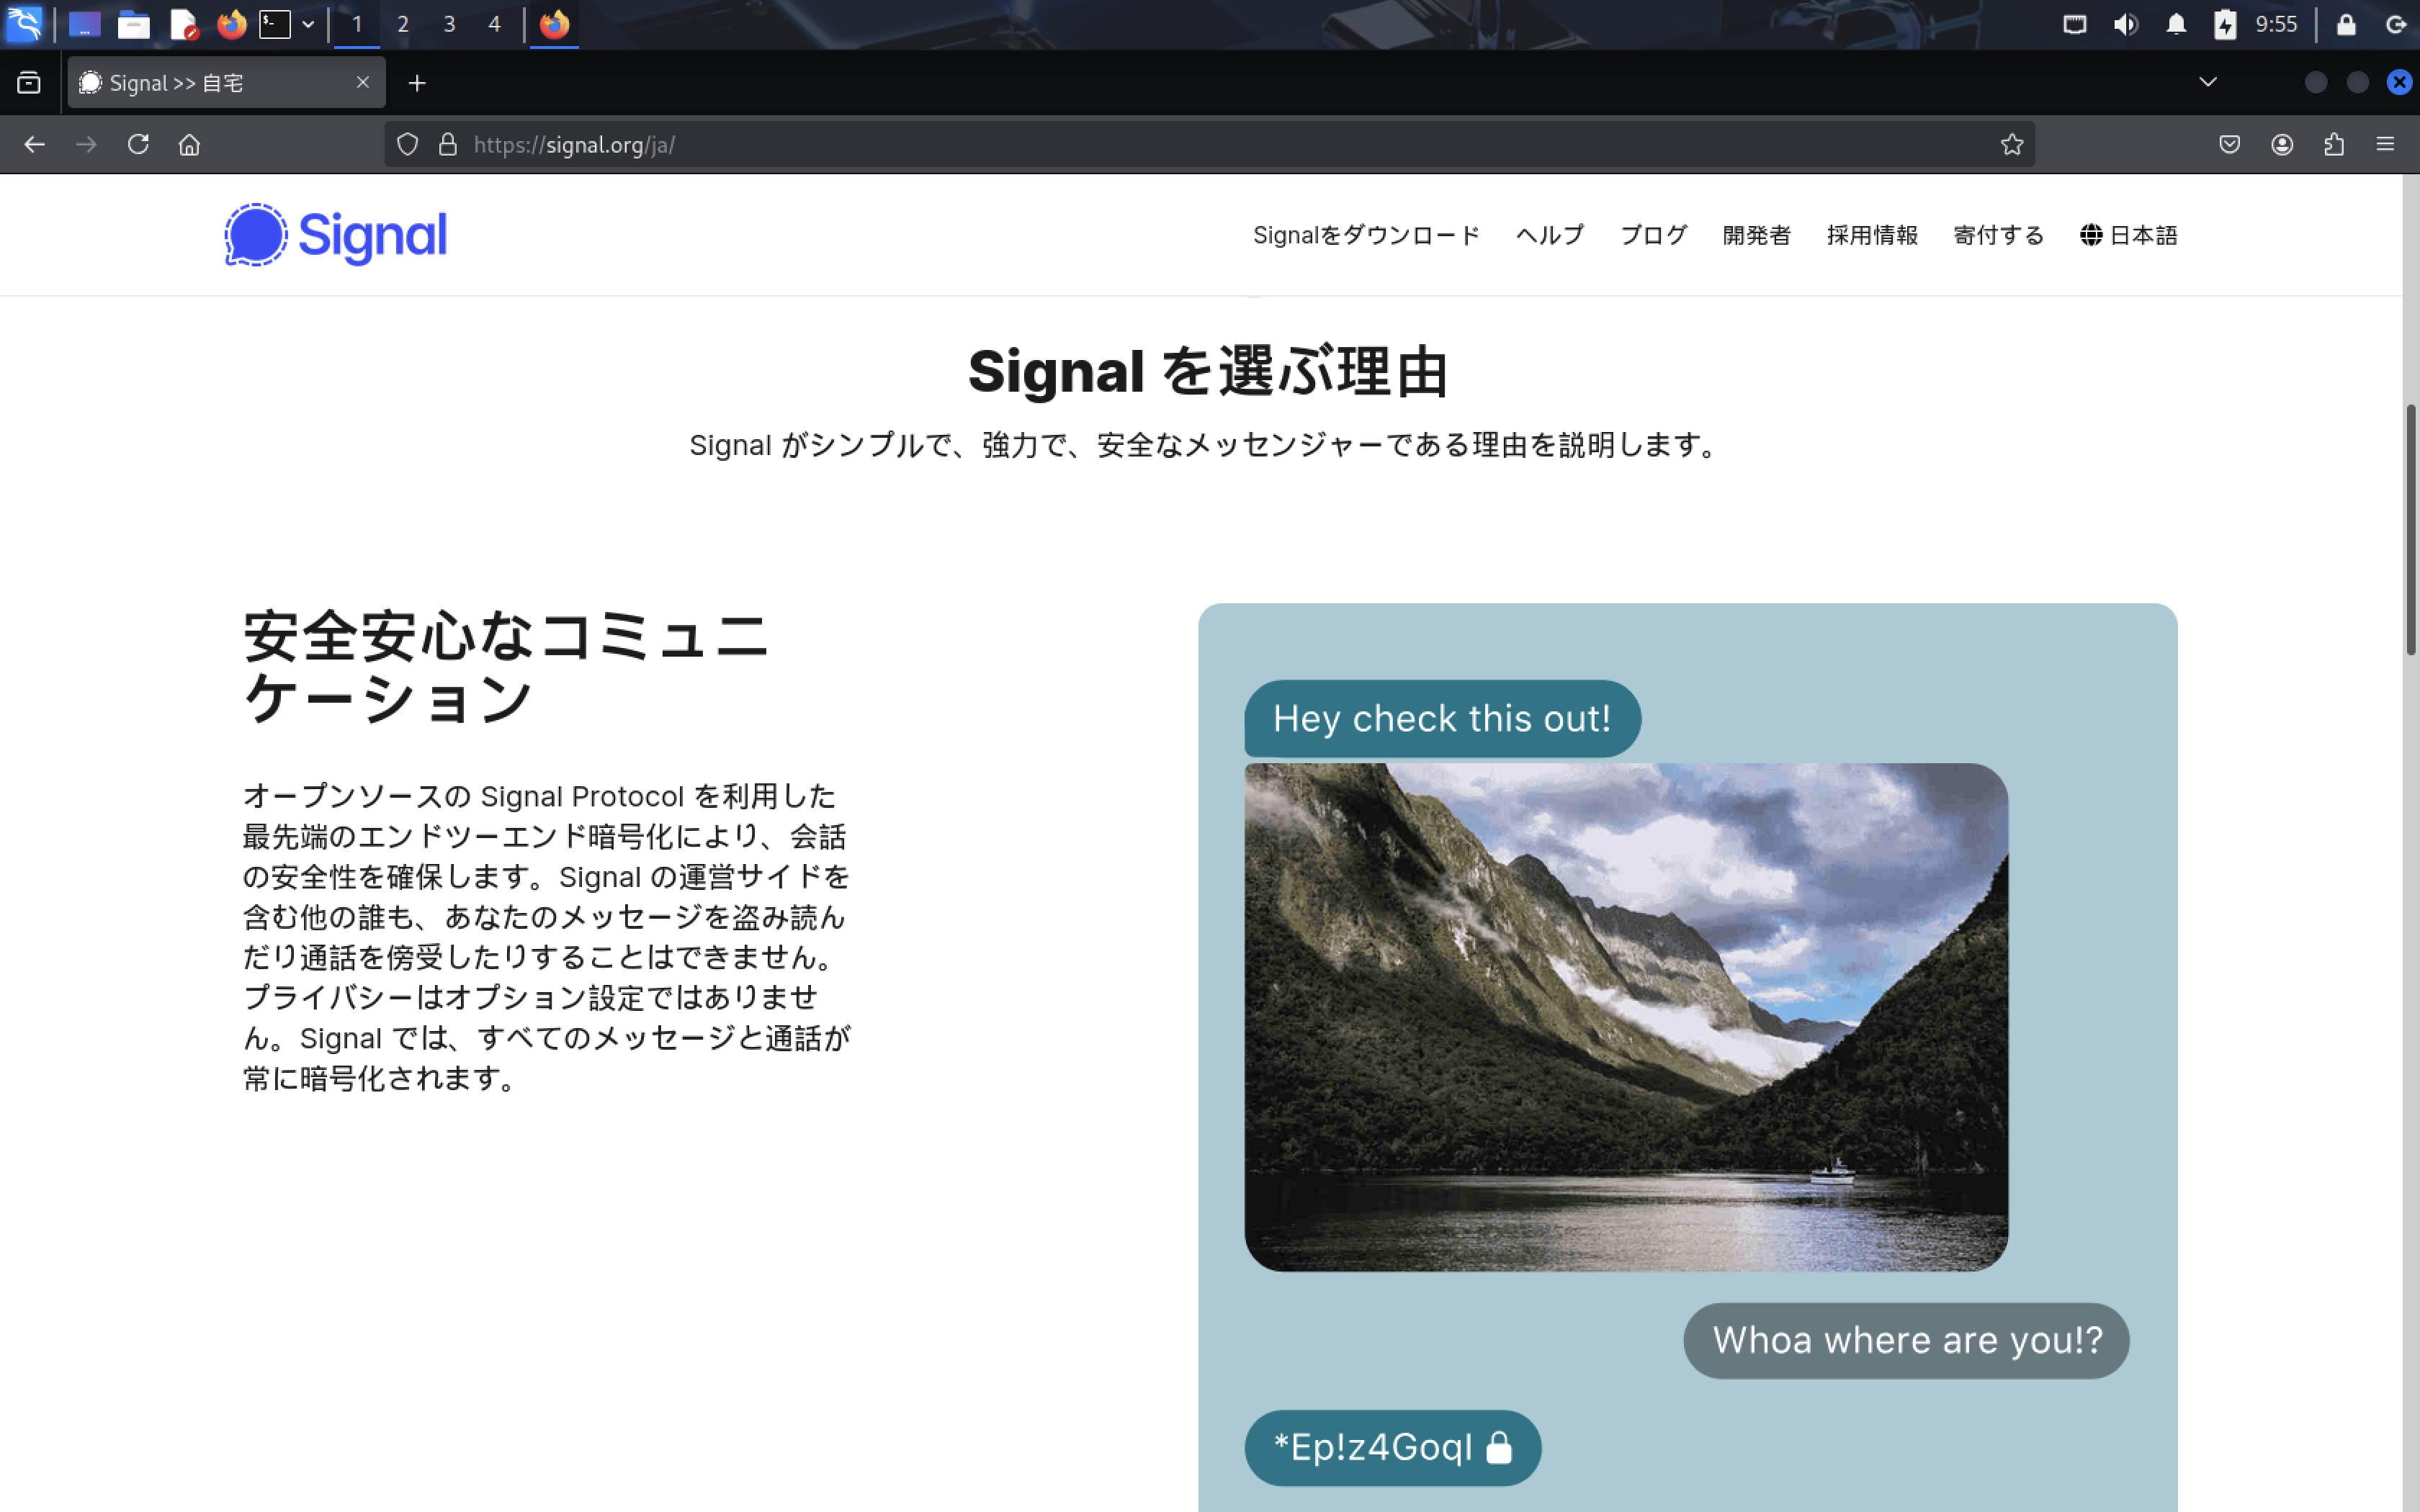 1 2 3 4
9:55
Signal >> 自宅
https://signal.org/ja/
Signal
Signalをダウンロード ヘルプ ブログ 開発者 採用情報 寄付する 日本語
Signal を選ぶ理由
Signal がシンプルで、強力で、安全なメッセンジャーである理由を説明します。
安全安心なコミュニ
ケーション
オープンソースの Signal Protocol を利用した
最先端のエンドツーエンド暗号化により、会話
の安全性を確保します。Signal の運営サイドを
含む他の誰も、あなたのメッセージを盗み読ん
だり通話を傍受したりすることはできません。
プライバシーはオプション設定ではありませ
ん。Signal では、すべてのメッセージと通話が
常に暗号化されます。
Hey check this out!
Whoa where are you!?
*Ep!z4GoqI